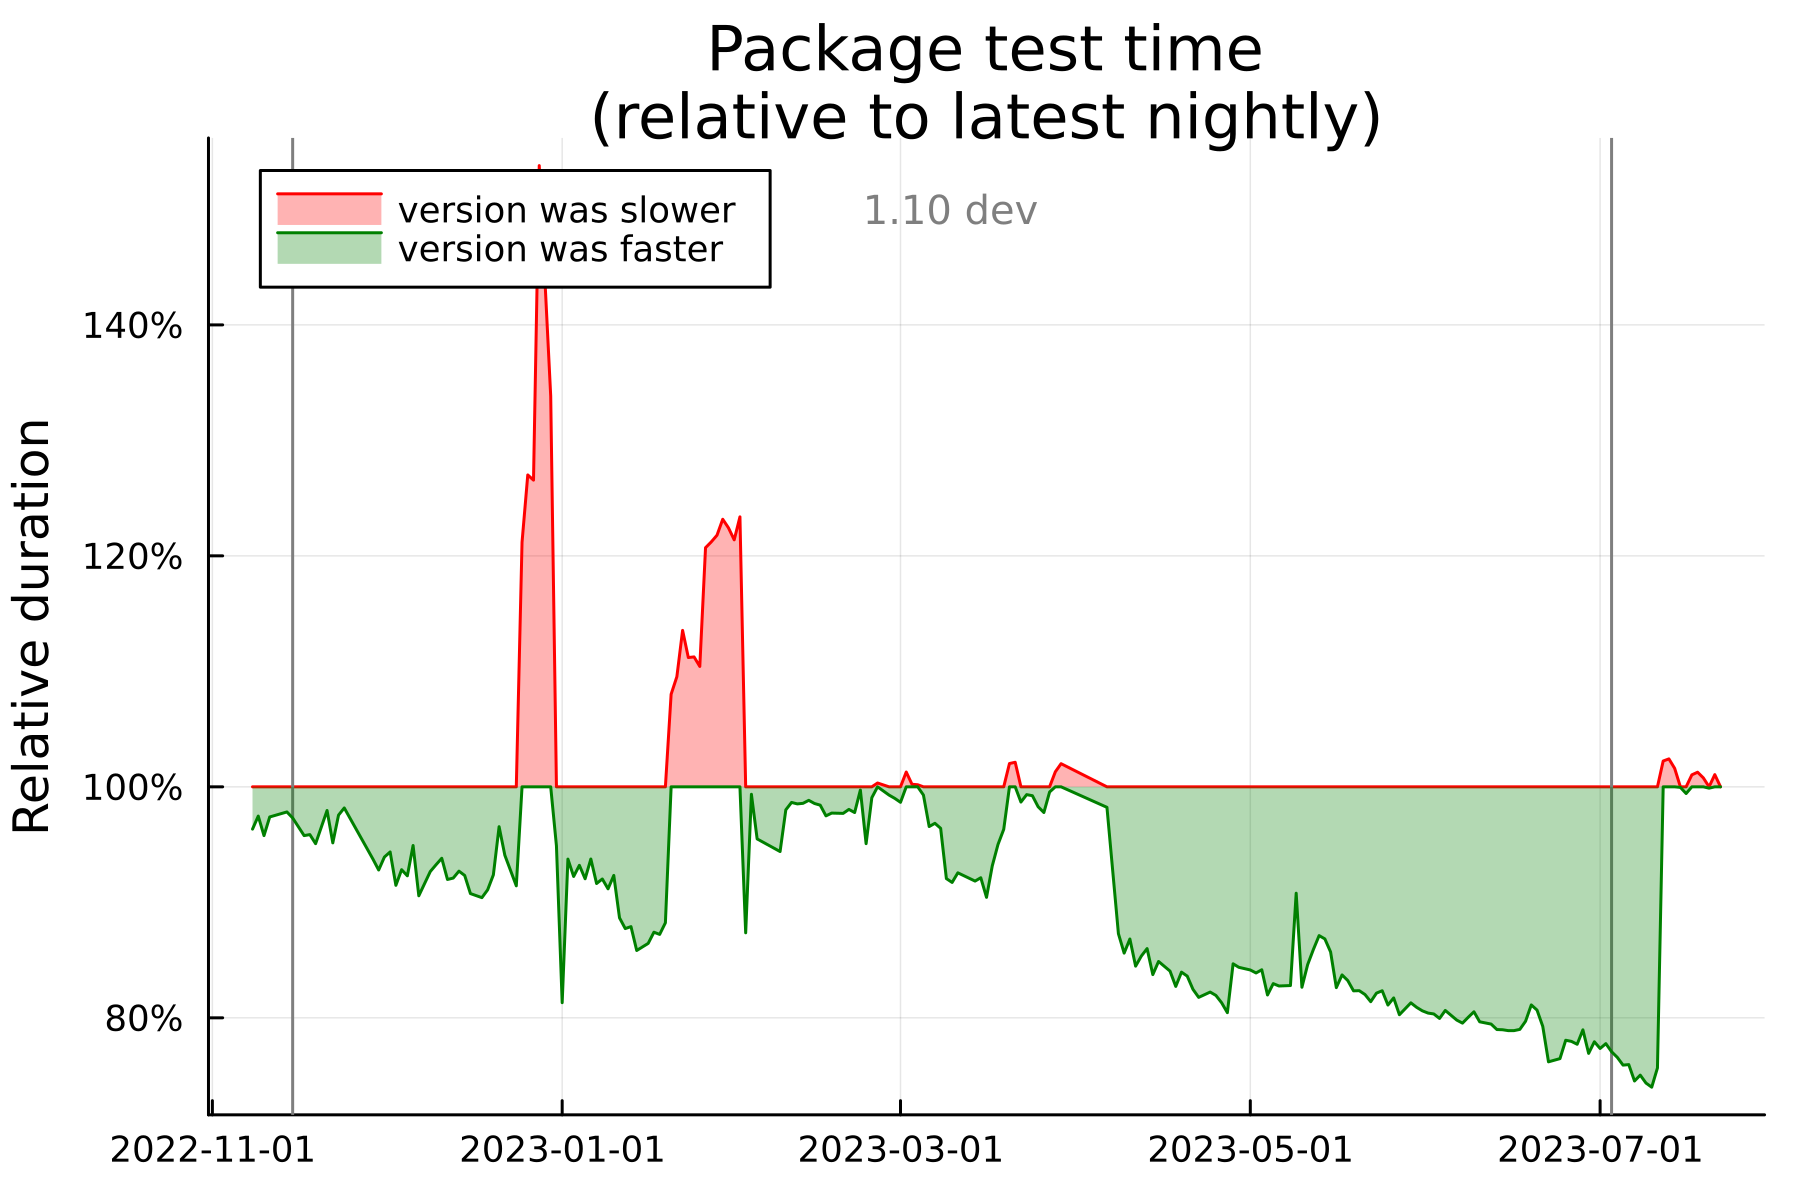 Package test time
(relative to latest nightly)
version was slower
version was faster
1.10 dev
Relative duration
140%
120%
100%
80%
2022-11-01
2023-01-01
2023-03-01
2023-05-01
2023-07-01